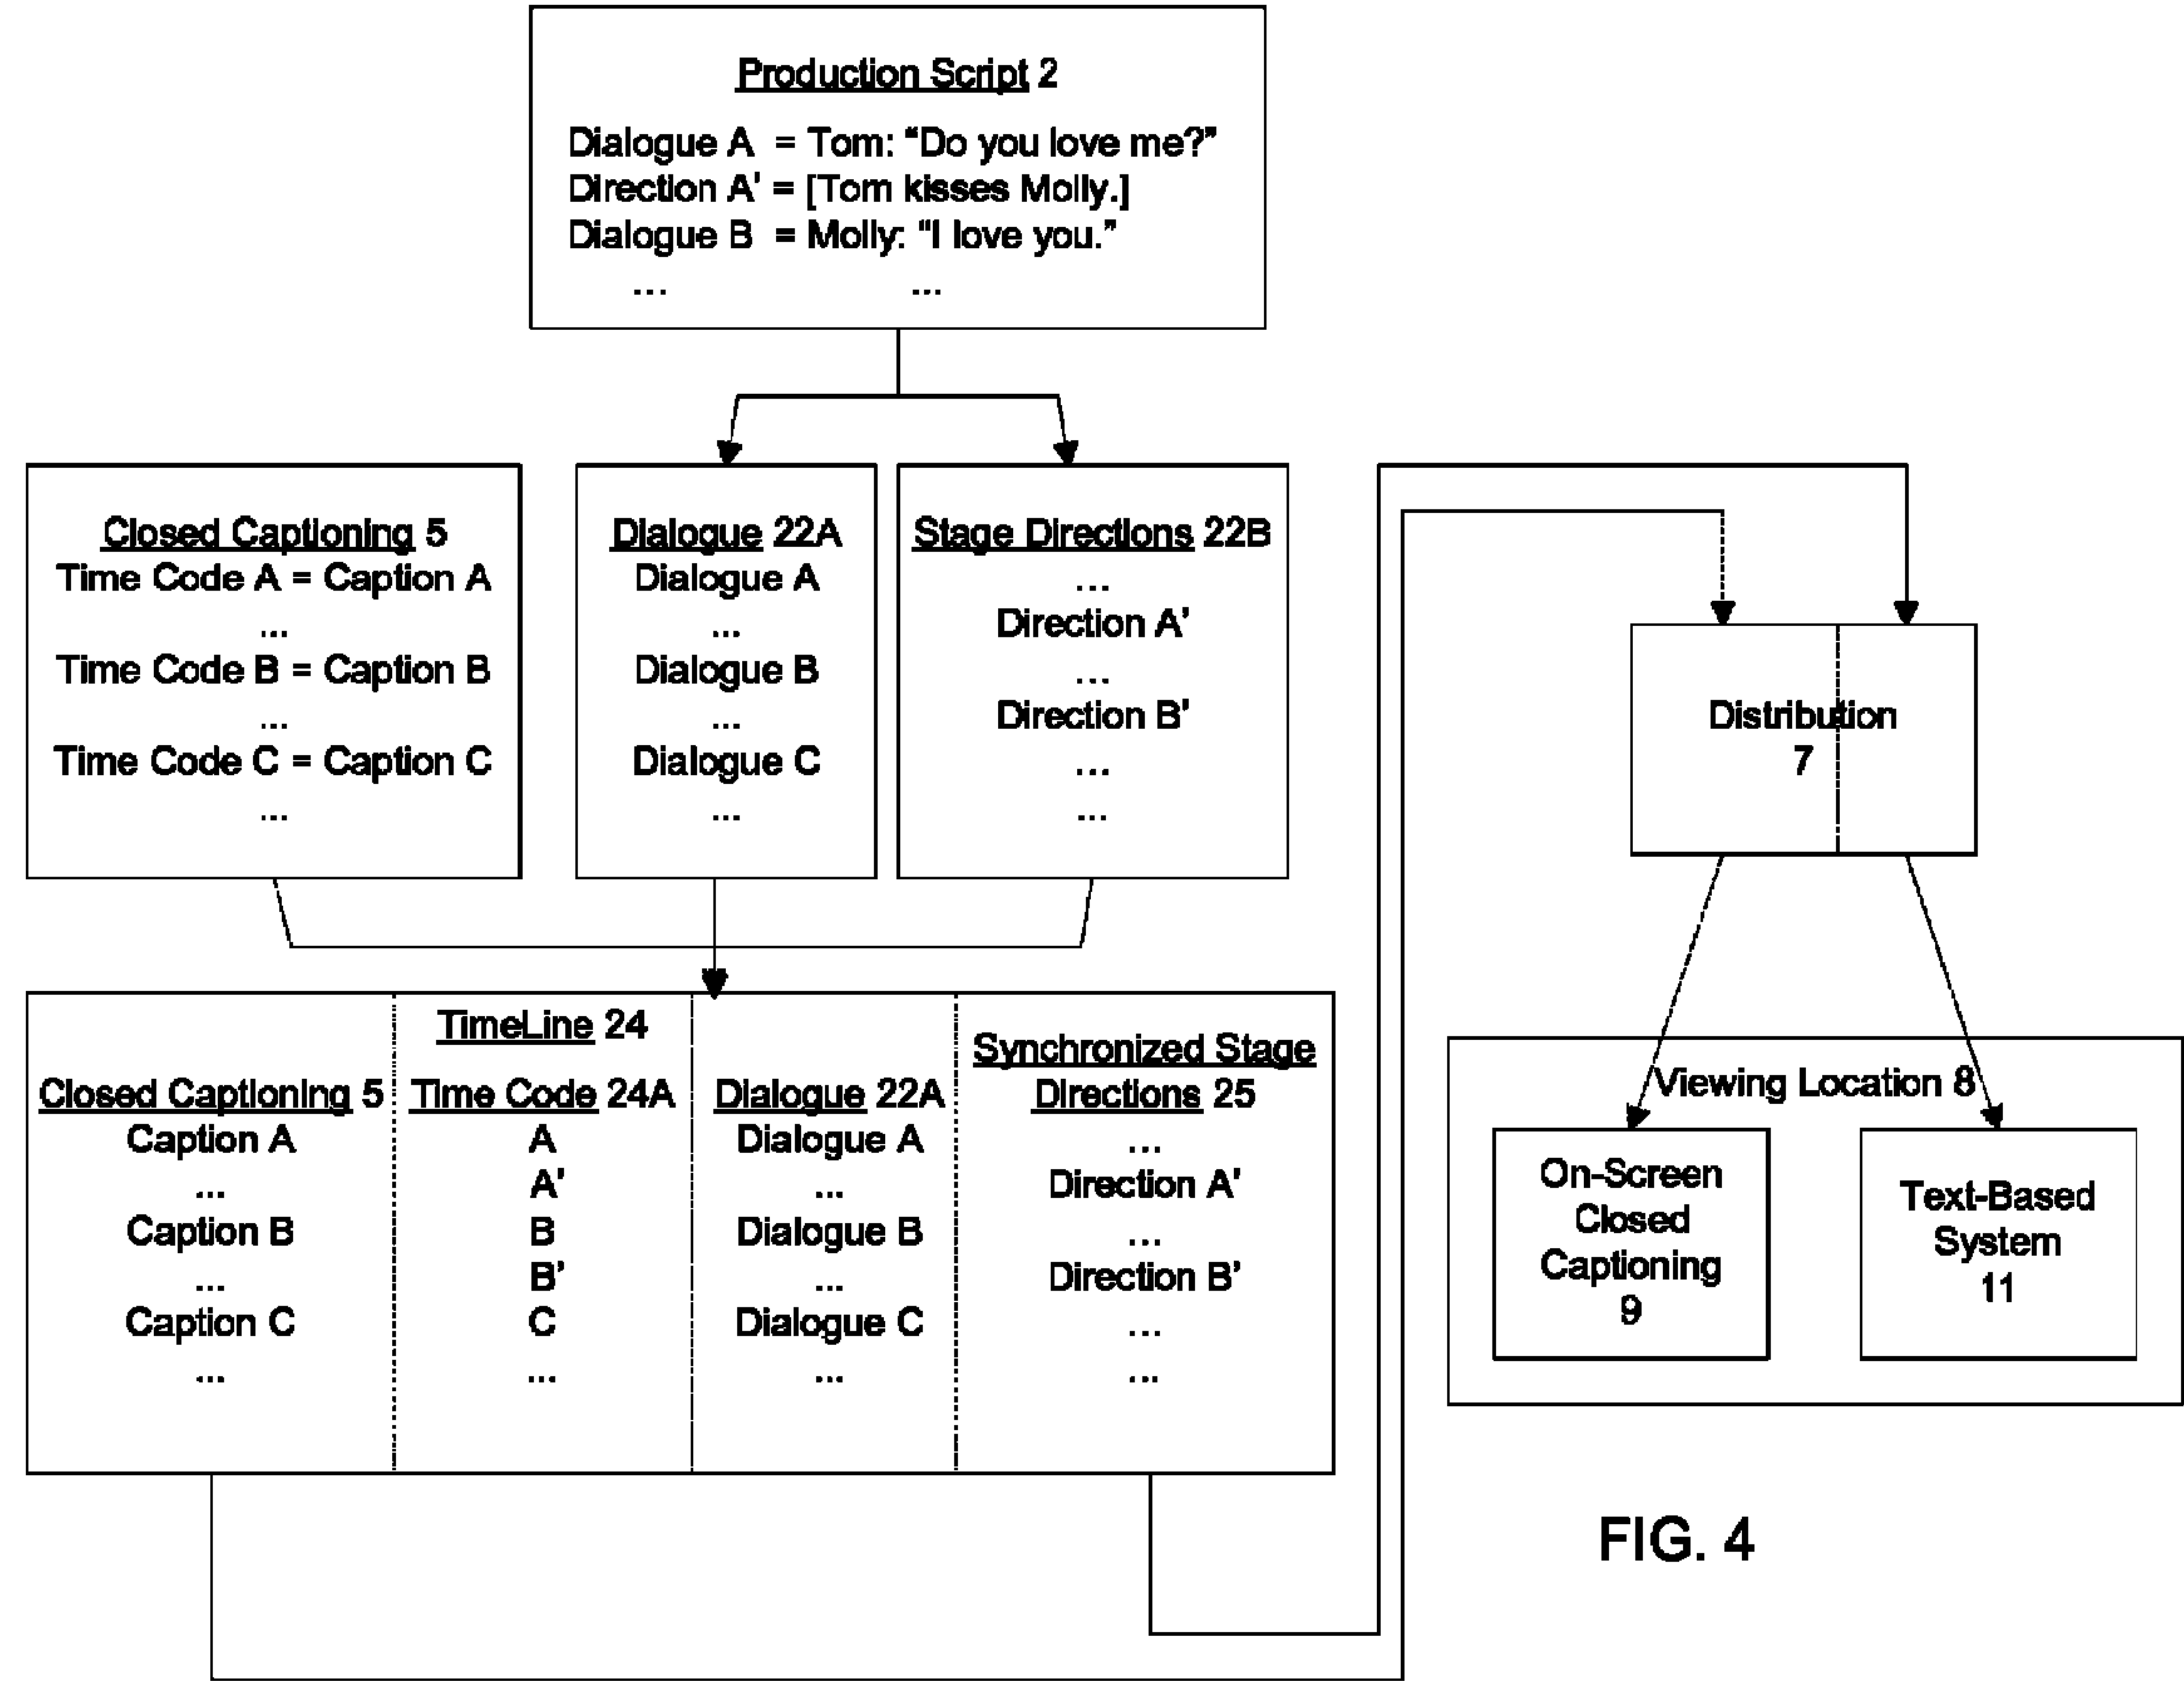 Production Script 2
Dialogue A = Tom: “Do you love me?”
Direction A' = [Tom kisses Molly.]
Dialogue B = Molly: “I love you.”
... ...
Closed Captioning 5
Time Code A = Caption A
...
Time Code B = Caption B
...
Time Code C = Caption C
...
Dialogue 22A
Dialogue A
...
Dialogue B
...
Dialogue C
...
Stage Directions 22B
...
Direction A'
...
Direction B'
...
...
Distribution
7
TimeLine 24
Closed Captioning 5
Caption A
...
Caption B
...
Caption C
...
Time Code 24A
A
A'
B
B'
C
...
Dialogue 22A
Dialogue A
...
Dialogue B
...
Dialogue C
...
Synchronized Stage
Directions 25
...
Direction A'
...
Direction B'
...
...
Viewing Location 8
On-Screen
Closed
Captioning
9
Text-Based
System
11
FIG. 4